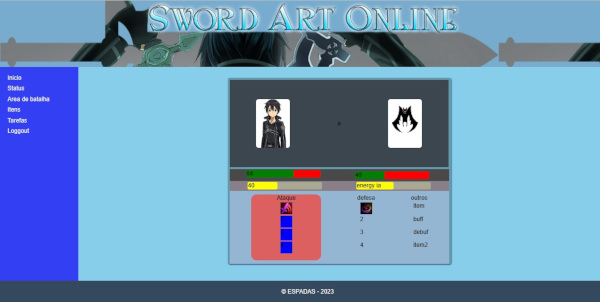 Sword Art Online
Inicio
Status
Area de batalha
Itens
Tarefas
Loggout
64
40
40
energy ia
Ataque defesa outros
item
2 buff
3 debuf
4 item2
© ESPADAS - 2023